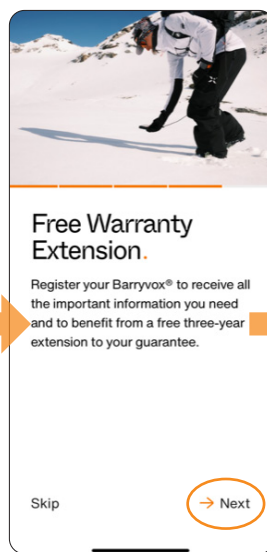 Free Warranty
Extension.
Register your Barryvox® to receive all
the important information you need
and to benefit from a free three-year
extension to your guarantee.
Skip
→ Next